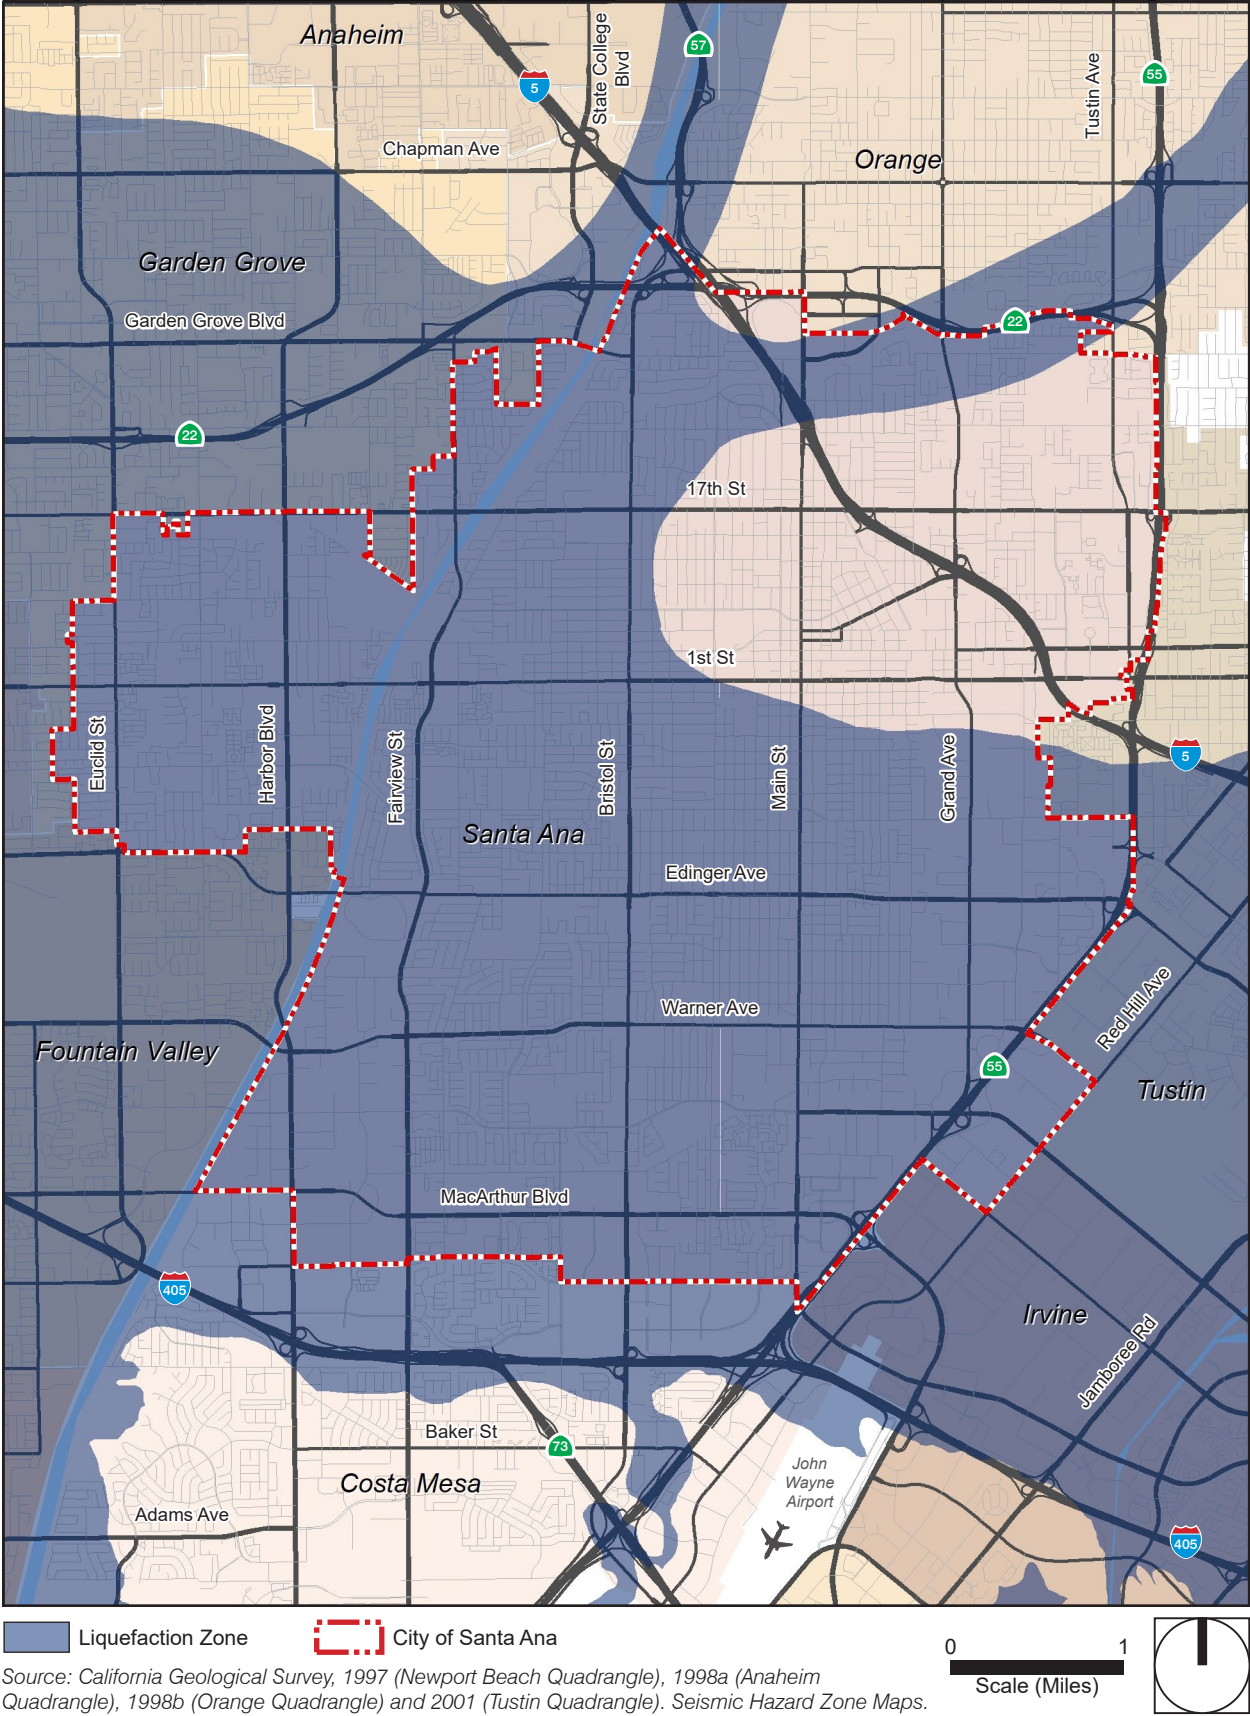 Anaheim
State College
Blvd
57
Tustin Ave
55
5
Chapman Ave
Orange
Garden Grove
Garden Grove Blvd
22
22
17th St
1st St
Euclid St
Harbor Blvd
Fairview St
Bristol St
Main St
Grand Ave
5
Santa Ana
Edinger Ave
Warner Ave
Red Hill Ave
Fountain Valley
55
Tustin
MacArthur Blvd
405
Irvine
Jamboree Rd
Baker St
73
Costa Mesa
John
Wayne
Airport
Adams Ave
405
Liquefaction Zone
City of Santa Ana
0 1
Scale (Miles)
Source: California Geological Survey, 1997 (Newport Beach Quadrangle), 1998a (Anaheim
Quadrangle), 1998b (Orange Quadrangle) and 2001 (Tustin Quadrangle). Seismic Hazard Zone Maps.